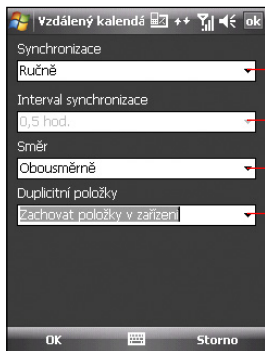 Vzdálený kalendá ok
Synchronizace
Ručně
Interval synchronizace
0,5 hod.
Směr
Obousměrně
Duplicitní položky
Zachovat položky v zařízení
OK Storno